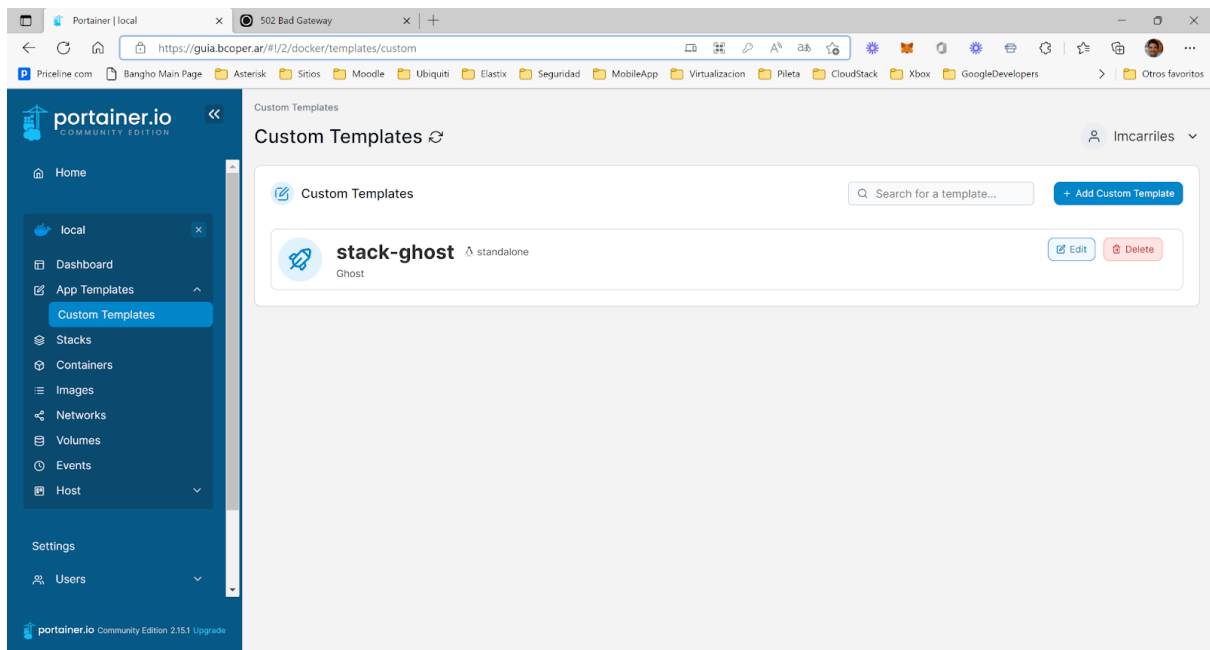 Portainer | local
502 Bad Gateway
https://guia.bcoper.ar/#!/2/docker/templates/custom
Priceline com Bangho Main Page Asterisk Sitios Moodle Ubiquiti Elastix Seguridad MobileApp Virtualizacion Pileta CloudStack Xbox GoogleDevelopers Otros favoritos
portainer.io
COMMUNITY EDITION
Home
local
Dashboard
App Templates
Custom Templates
Stacks
Containers
Images
Networks
Volumes
Events
Host
Settings
Users
portainer.io Community Edition 2.15.1 Upgrade
Custom Templates
Custom Templates
lmcarriles
Custom Templates
Search for a template...
+ Add Custom Template
stack-ghost standalone
Ghost
Edit
Delete